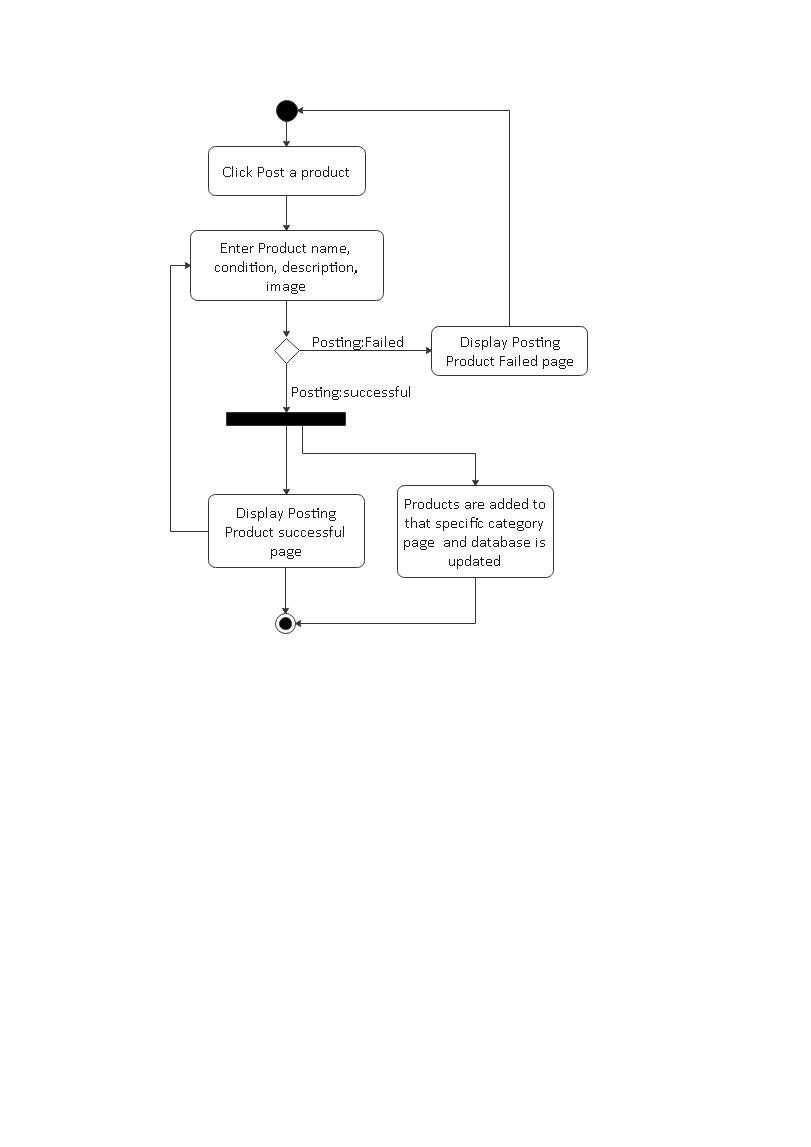 Click Post a product
Enter Product name,
condition, description,
image
Posting:Failed
Display Posting
Product Failed page
Posting:successful
Display Posting
Product successful
page
Products are added to
that specific category
page  and database is
updated